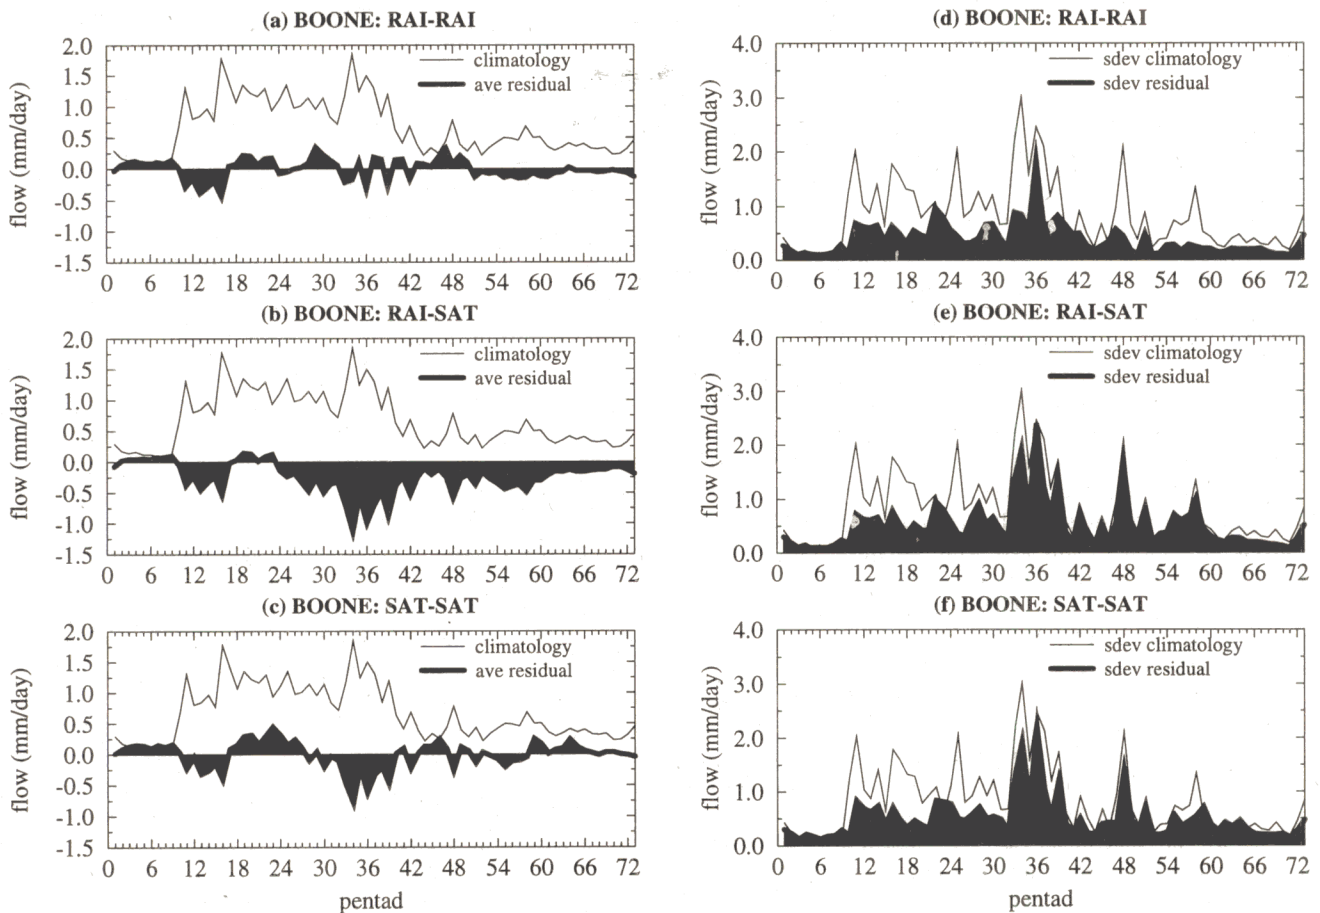 (a) BOONE: RAI-RAI
flow (mm/day)
2.0
1.5
1.0
0.5
0.0
-0.5
-1.0
-1.5
climatology
ave residual
0 6 12 18 24 30 36 42 48 54 60 66 72
(b) BOONE: RAI-SAT
flow (mm/day)
2.0
1.5
1.0
0.5
0.0
-0.5
-1.0
-1.5
climatology
ave residual
0 6 12 18 24 30 36 42 48 54 60 66 72
(c) BOONE: SAT-SAT
flow (mm/day)
2.0
1.5
1.0
0.5
0.0
-0.5
-1.0
-1.5
climatology
ave residual
0 6 12 18 24 30 36 42 48 54 60 66 72
pentad
(d) BOONE: RAI-RAI
flow (mm/day)
4.0
3.0
2.0
1.0
0.0
sdev climatology
sdev residual
0 6 12 18 24 30 36 42 48 54 60 66 72
(e) BOONE: RAI-SAT
flow (mm/day)
4.0
3.0
2.0
1.0
0.0
sdev climatology
sdev residual
0 6 12 18 24 30 36 42 48 54 60 66 72
(f) BOONE: SAT-SAT
flow (mm/day)
4.0
3.0
2.0
1.0
0.0
sdev climatology
sdev residual
0 6 12 18 24 30 36 42 48 54 60 66 72
pentad